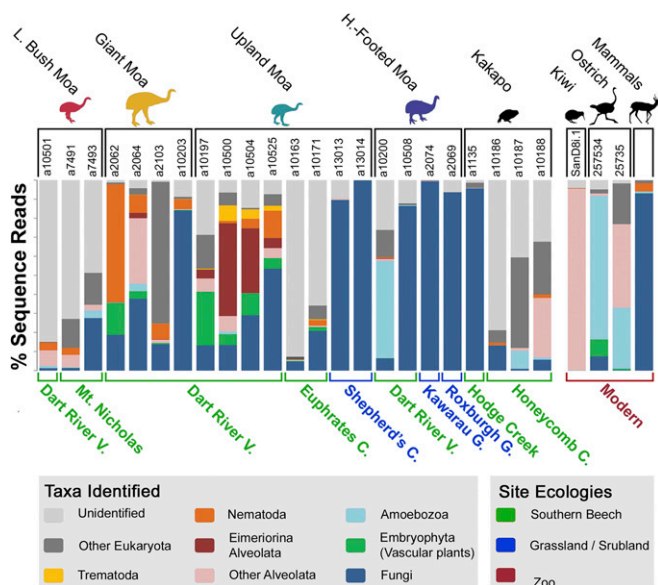 L. Bush Moa
Giant Moa
Upland Moa
H.-Footed Moa
Kakapo
Kiwi
Ostrich
Mammals
a10501
a7491
a7493
a2062
a2064
a2103
a10203
a10197
a10500
a10504
a10525
a10163
a10171
a13013
a13014
a10200
a10508
a2074
a2069
1135
a10186
a10187
a10188
SanD8i.1
257534
25735
% Sequence Reads
Dart River V.
Mt. Nicholas
Dart River V.
Euphrates C.
Shepherd's C.
Dart River V.
Kawarau G.
Roxburgh G.
Hodge Creek
Honeycomb C.
Modern
Taxa Identified
Unidentified
Other Eukaryota
Trematoda
Nematoda
Eimeriorina
Alveolata
Other Alveolata
Amoebozoa
Embryophyta
(Vascular plants)
Fungi
Site Ecologies
Southern Beech
Grassland / Srubland
Zoo